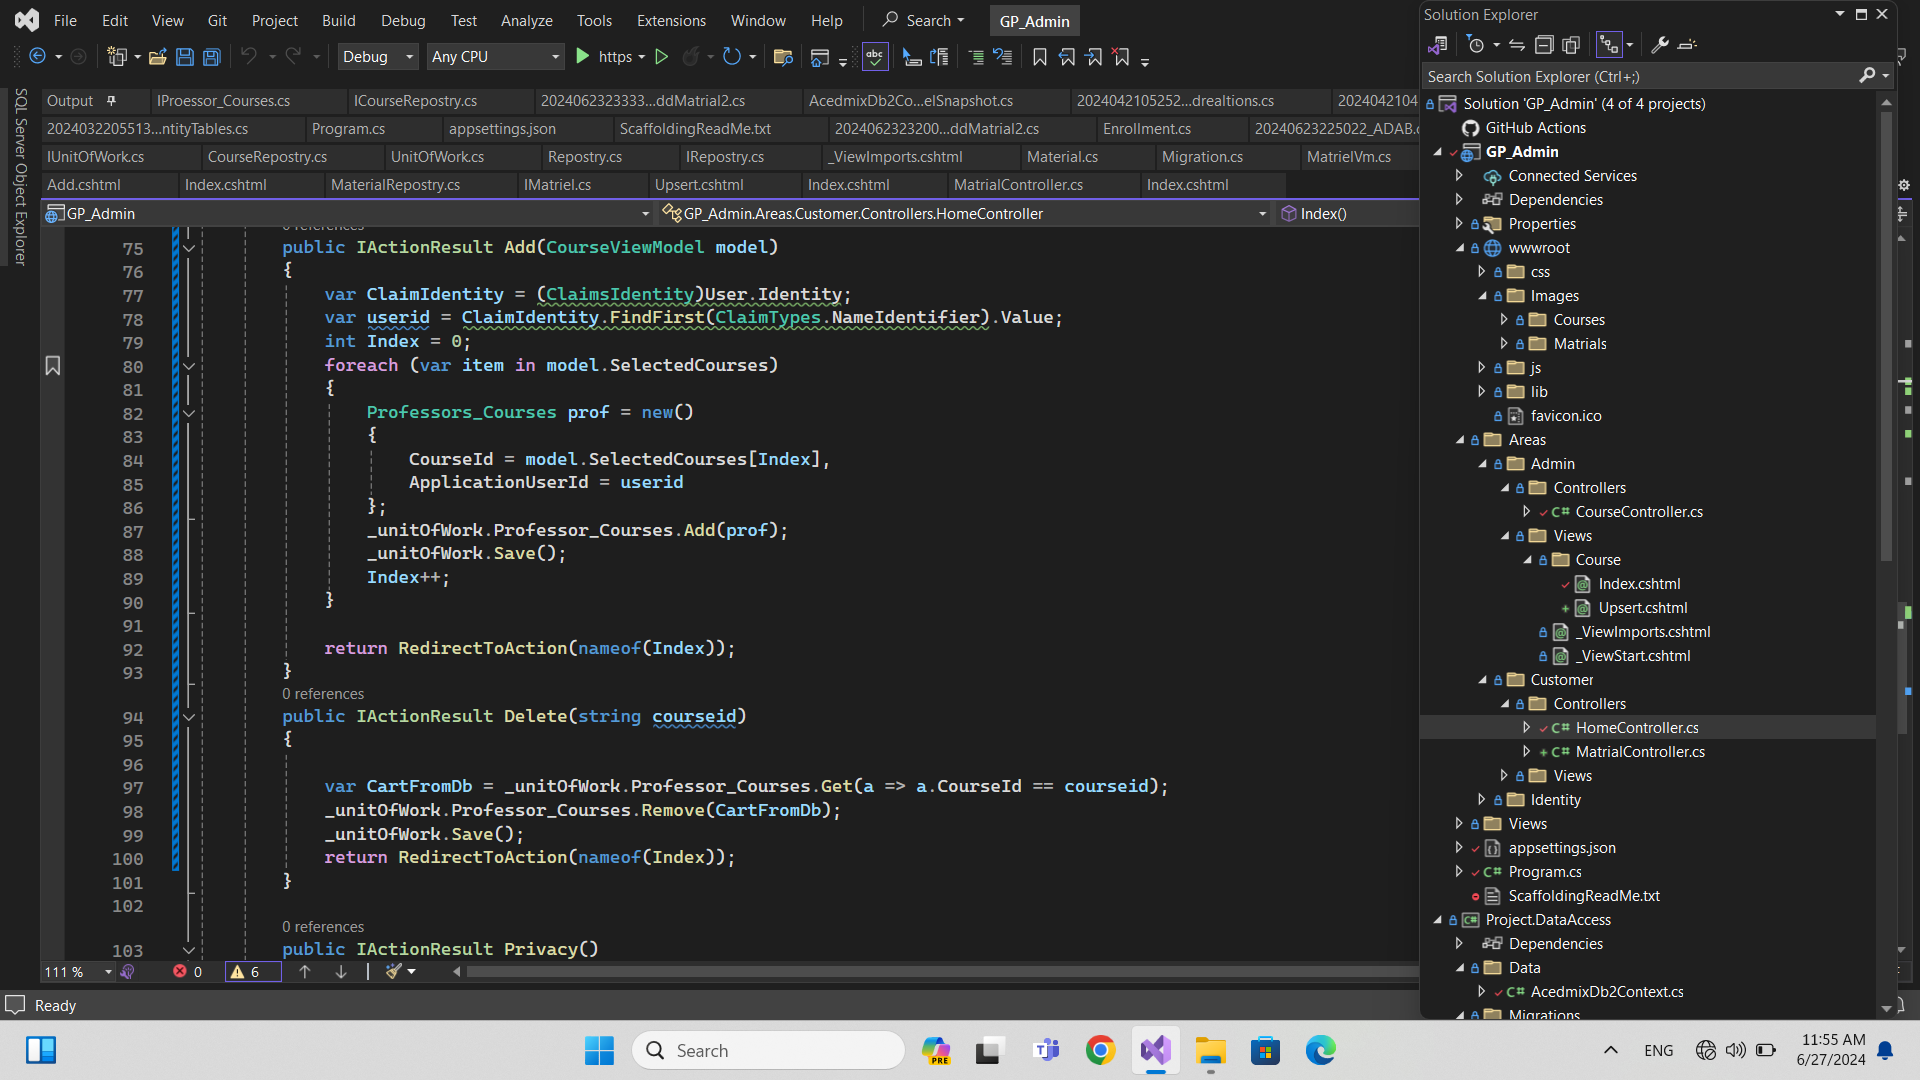 File Edit View Git Project Build Debug Test Analyze Tools Extensions Window Help Search GP_Admin
Debug Any CPU https
SQL Server Object Explorer
Output IProessor_Courses.cs ICourseRepostry.cs 2024062323333...ddMatrial2.cs AcedmixDb2Co...elSnapshot.cs 2024042105252...drealtions.cs 2024042104
2024032205513...ntityTables.cs Program.cs appsettings.json ScaffoldingReadMe.txt 2024062323200...ddMatrial2.cs Enrollment.cs 20240623225022_ADAB.c
IUnitOfWork.cs CourseRepostry.cs UnitOfWork.cs Repostry.cs IRepostry.cs _ViewImports.cshtml Material.cs Migration.cs MatrielVm.cs
Add.cshtml Index.cshtml MaterialRepostry.cs IMatriel.cs Upsert.cshtml Index.cshtml MatrialController.cs Index.cshtml
GP_Admin GP_Admin.Areas.Customer.Controllers.HomeController Index()
0 references
75 public IActionResult Add(CourseViewModel model)
76 {
77 var ClaimIdentity = (ClaimsIdentity)User.Identity;
78 var userid = ClaimIdentity.FindFirst(ClaimTypes.NameIdentifier).Value;
79 int Index = 0;
80 foreach (var item in model.SelectedCourses)
81 {
82 Professors_Courses prof = new()
83 {
84 CourseId = model.SelectedCourses[Index],
85 ApplicationUserId = userid
86 };
87 _unitOfWork.Professor_Courses.Add(prof);
88 _unitOfWork.Save();
89 Index++;
90 }
91
92 return RedirectToAction(nameof(Index));
93 }
0 references
94 public IActionResult Delete(string courseid)
95 {
96
97 var CartFromDb = _unitOfWork.Professor_Courses.Get(a => a.CourseId == courseid);
98 _unitOfWork.Professor_Courses.Remove(CartFromDb);
99 _unitOfWork.Save();
100 return RedirectToAction(nameof(Index));
101 }
102
0 references
103 public IActionResult Privacy()
111 % 0 6
Ready
Solution Explorer
Search Solution Explorer (Ctrl+;)
Solution 'GP_Admin' (4 of 4 projects)
GitHub Actions
GP_Admin
Connected Services
Dependencies
Properties
wwwroot
css
Images
Courses
Matrials
js
lib
favicon.ico
Areas
Admin
Controllers
C# CourseController.cs
Views
Course
Index.cshtml
Upsert.cshtml
_ViewImports.cshtml
_ViewStart.cshtml
Customer
Controllers
C# HomeController.cs
C# MatrialController.cs
Views
Identity
Views
appsettings.json
C# Program.cs
ScaffoldingReadMe.txt
C# Project.DataAccess
Dependencies
Data
C# AcedmixDb2Context.cs
Migrations
Search PRE ENG 11:55 AM
6/27/2024